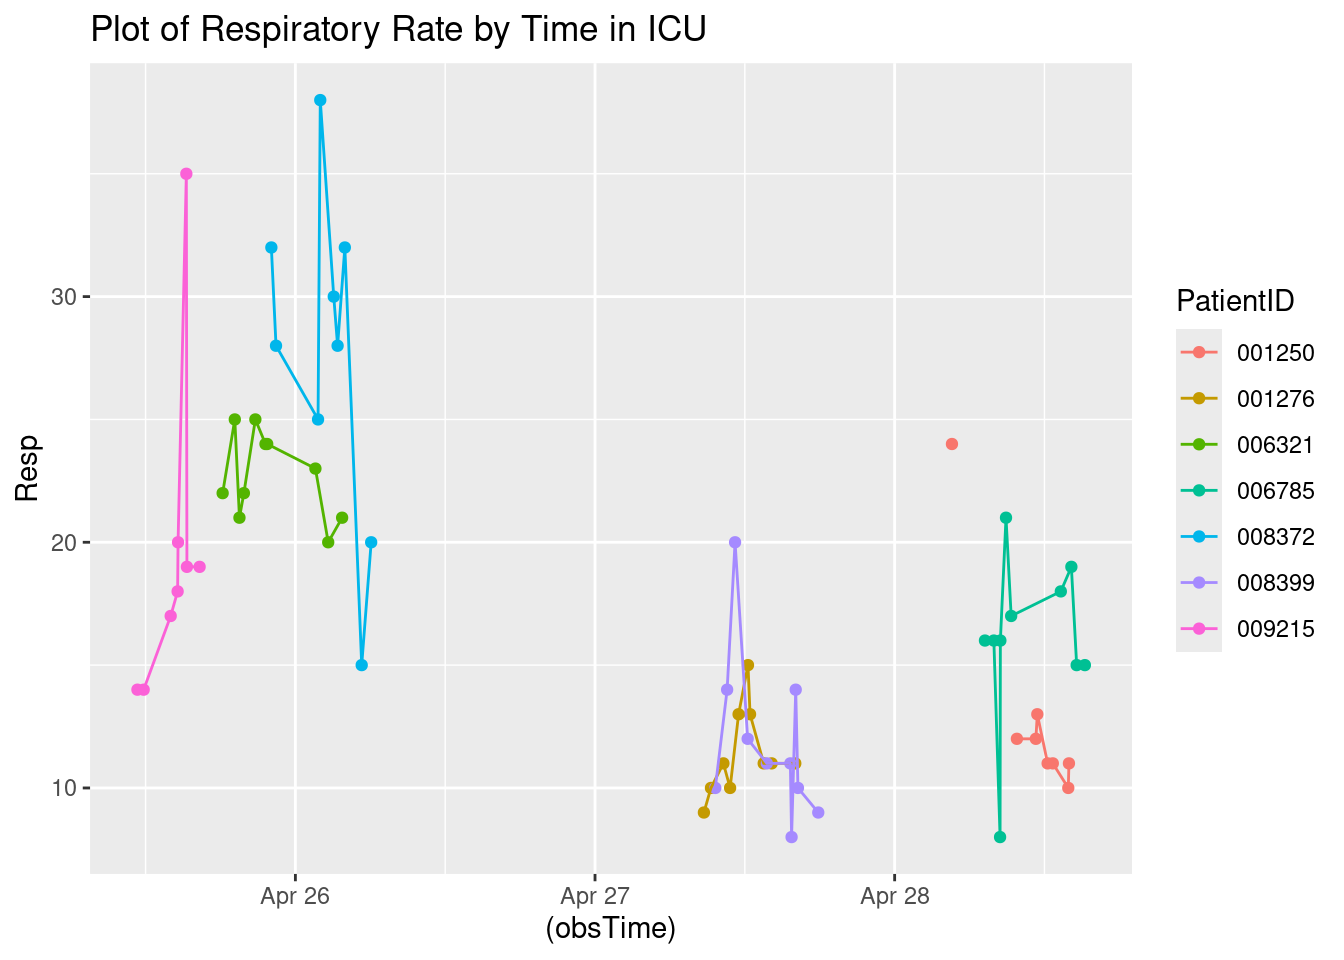 Plot of Respiratory Rate by Time in ICU
30
20
10
Resp
Apr 26
Apr 27
Apr 28
(obsTime)
PatientID
001250
001276
006321
006785
008372
008399
009215